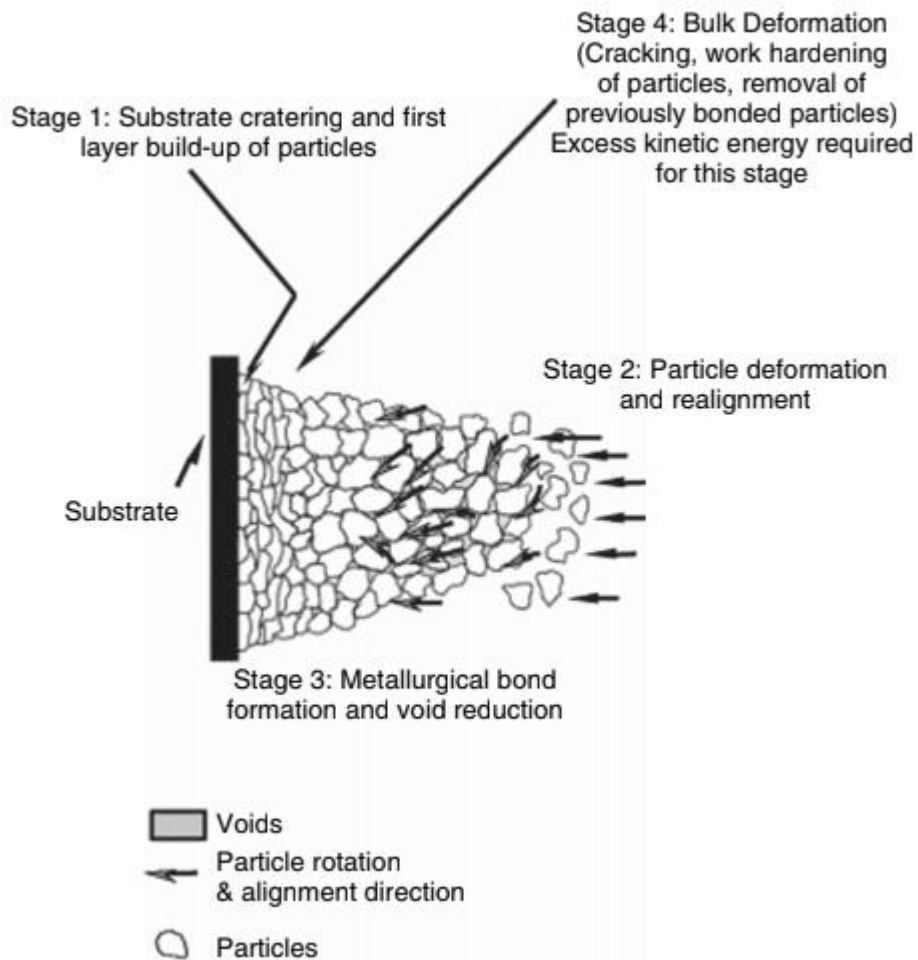 Stage 4: Bulk Deformation
(Cracking, work hardening
of particles, removal of
previously bonded particles)
Excess kinetic energy required
for this stage
Stage 1: Substrate cratering and first
layer build-up of particles
Stage 2: Particle deformation
and realignment
Substrate
Stage 3: Metallurgical bond
formation and void reduction
Voids
Particle rotation
& alignment direction
Particles